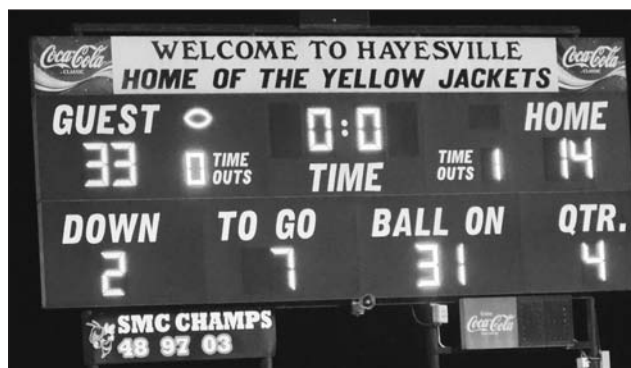 Coca-Cola
CLASSIC
WELCOME TO HAYESVILLE
HOME OF THE YELLOW JACKETS
Coca-Cola
CLASSIC
GUEST
0:0
HOME
33
0 TIME OUTS
TIME
TIME OUTS 1
14
DOWN
TO GO
BALL ON
QTR.
2
7
31
4
SMC CHAMPS
48 97 03
Coca-Cola